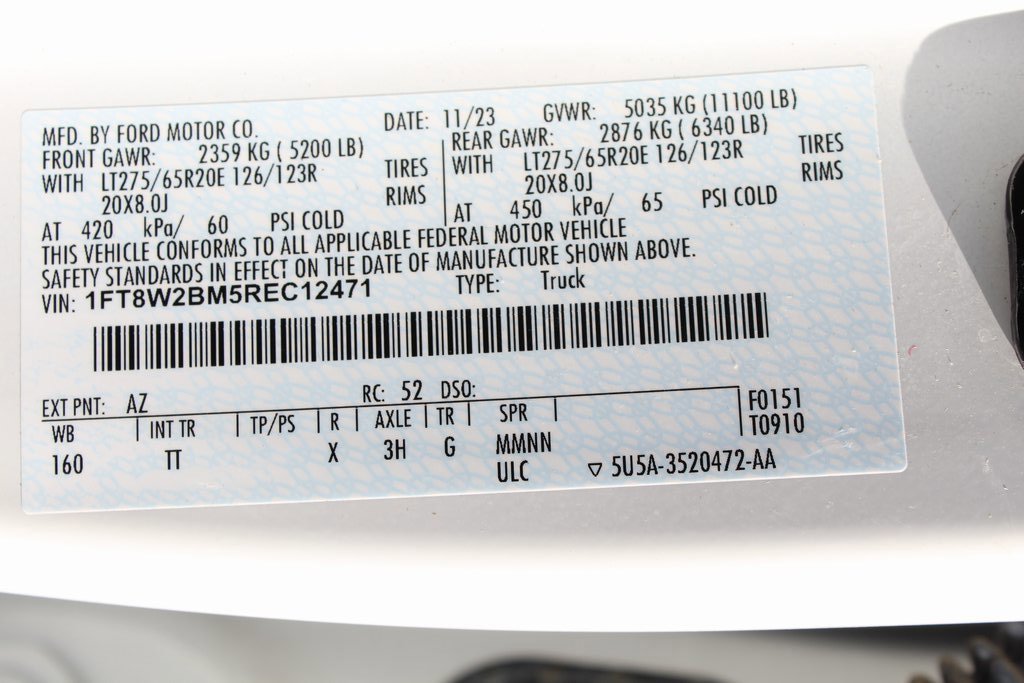 MFD. BY FORD MOTOR CO. DATE: 11/23 GVWR: 5035 KG (11100 LB)
FRONT GAWR: 2359 KG ( 5200 LB) REAR GAWR: 2876 KG ( 6340 LB)
WITH LT275/65R20E 126/123R TIRES WITH LT275/65R20E 126/123R TIRES
20X8.0J RIMS 20X8.0J RIMS
AT 420 kPa/ 60 PSI COLD AT 450 kPa/ 65 PSI COLD
THIS VEHICLE CONFORMS TO ALL APPLICABLE FEDERAL MOTOR VEHICLE
SAFETY STANDARDS IN EFFECT ON THE DATE OF MANUFACTURE SHOWN ABOVE.
VIN: 1FT8W2BM5REC12471 TYPE: Truck
EXT PNT: AZ RC: 52 DSO:
WB INT TR TP/PS R AXLE TR SPR F0151
160 TT X 3H G MMNN T0910
ULC ▽ 5U5A-3520472-AA